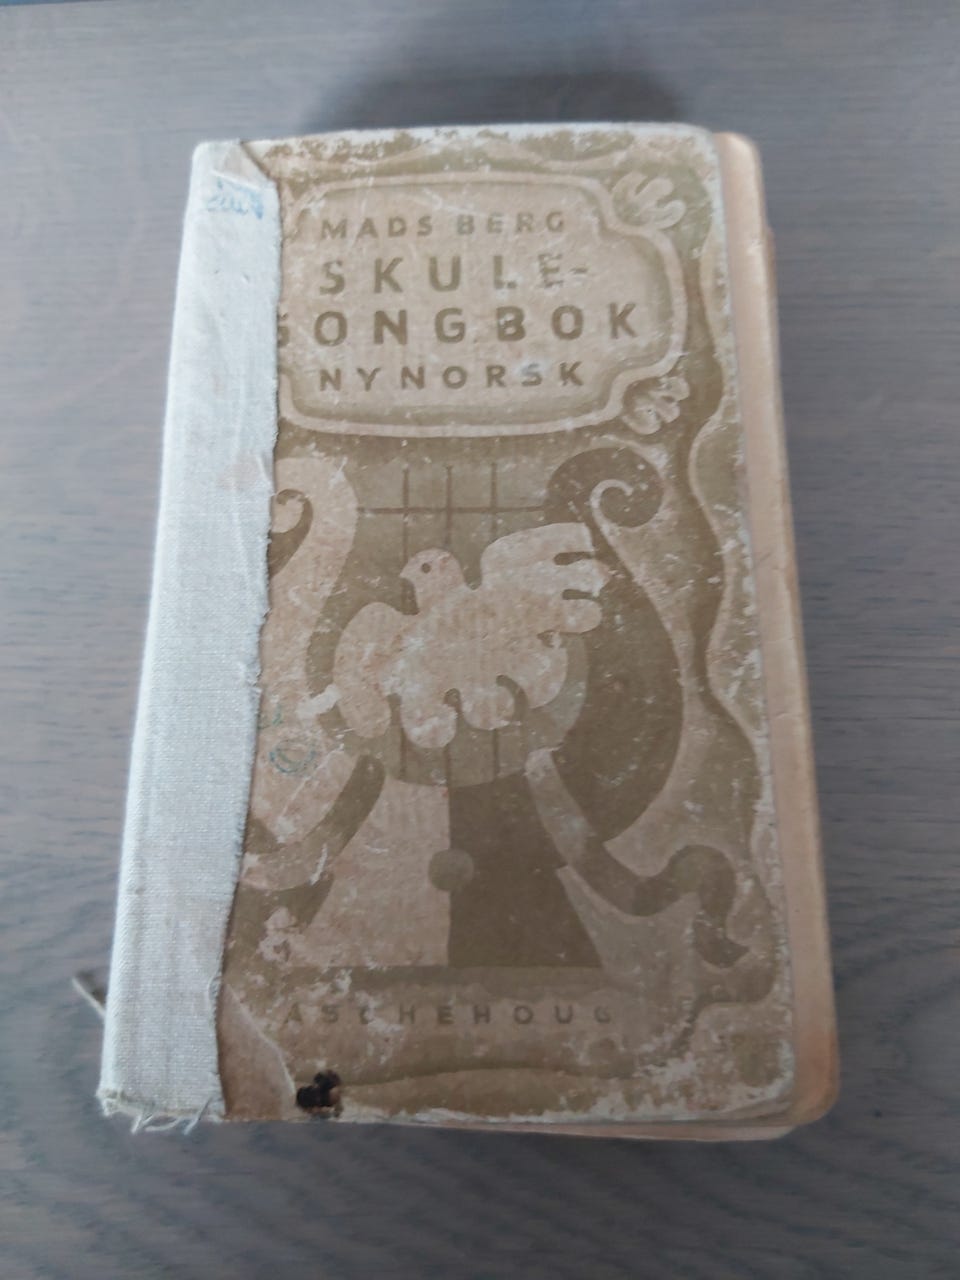 MADS BERG
SKULE-
SONGBOK
NYNORSK
ASCHEHOUG